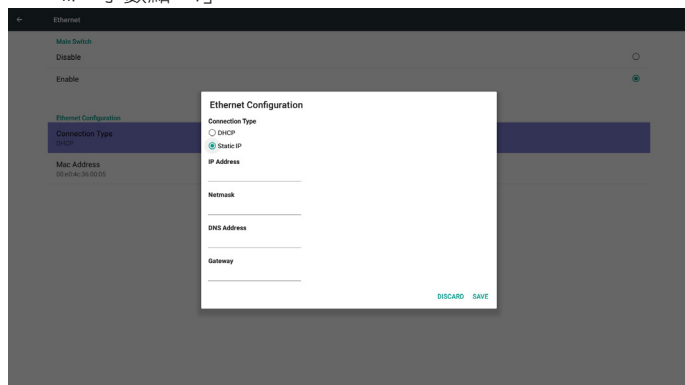 Ethernet
Main Switch
Disable
Enable
Ethernet Configuration
Connection Type
DHCP
Mac Address
Ethernet Configuration
Connection Type
DHCP
Static IP
IP Address
Netmask
DNS Address
Gateway
DISCARD SAVE